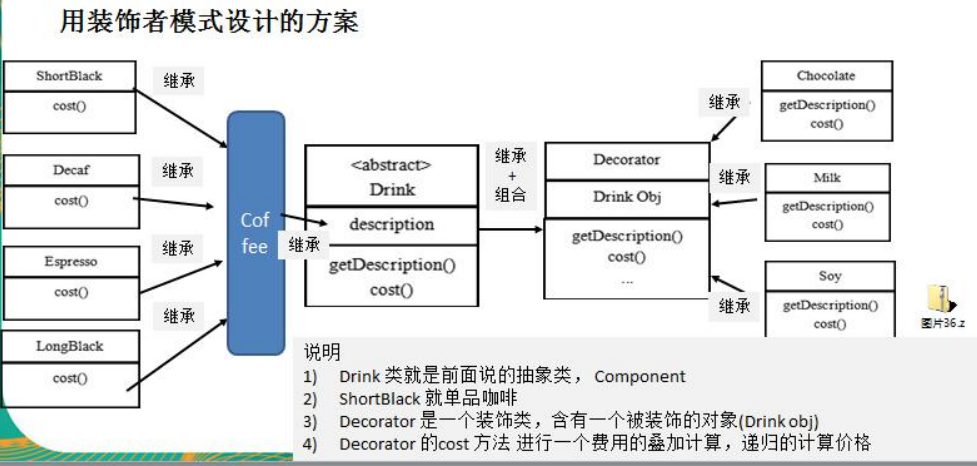 用装饰者模式设计的方案
ShortBlack
cost()
继承
Decaf
cost()
继承
Espresso
cost()
继承
LongBlack
cost()
继承
Cof
fee
继承
<abstract>
Drink
description
getDescription()
cost()
继承
+
组合
Decorator
Drink Obj
getDescription()
cost()
...
继承
Chocolate
getDescription()
cost()
继承
Milk
getDescription()
cost()
继承
Soy
getDescription()
cost()
图片36.z
说明
1) Drink 类就是前面说的抽象类， Component
2) ShortBlack 就单品咖啡
3) Decorator 是一个装饰类，含有一个被装饰的对象(Drink obj)
4) Decorator 的cost 方法 进行一个费用的叠加计算，递归的计算价格